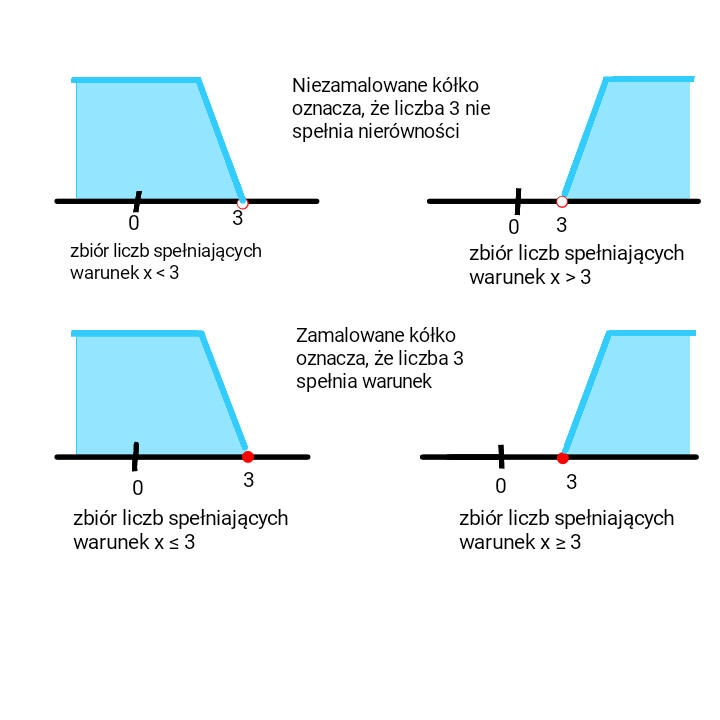 Niezamalowane kółko
oznacza, że liczba 3 nie
spełnia nierówności
0
3
0
3
zbiór liczb spełniających
warunek x < 3
zbiór liczb spełniających
warunek x > 3
Zamalowane kółko
oznacza, że liczba 3
spełnia warunek
0
3
0
3
zbiór liczb spełniających
warunek x ≤ 3
zbiór liczb spełniających
warunek x ≥ 3